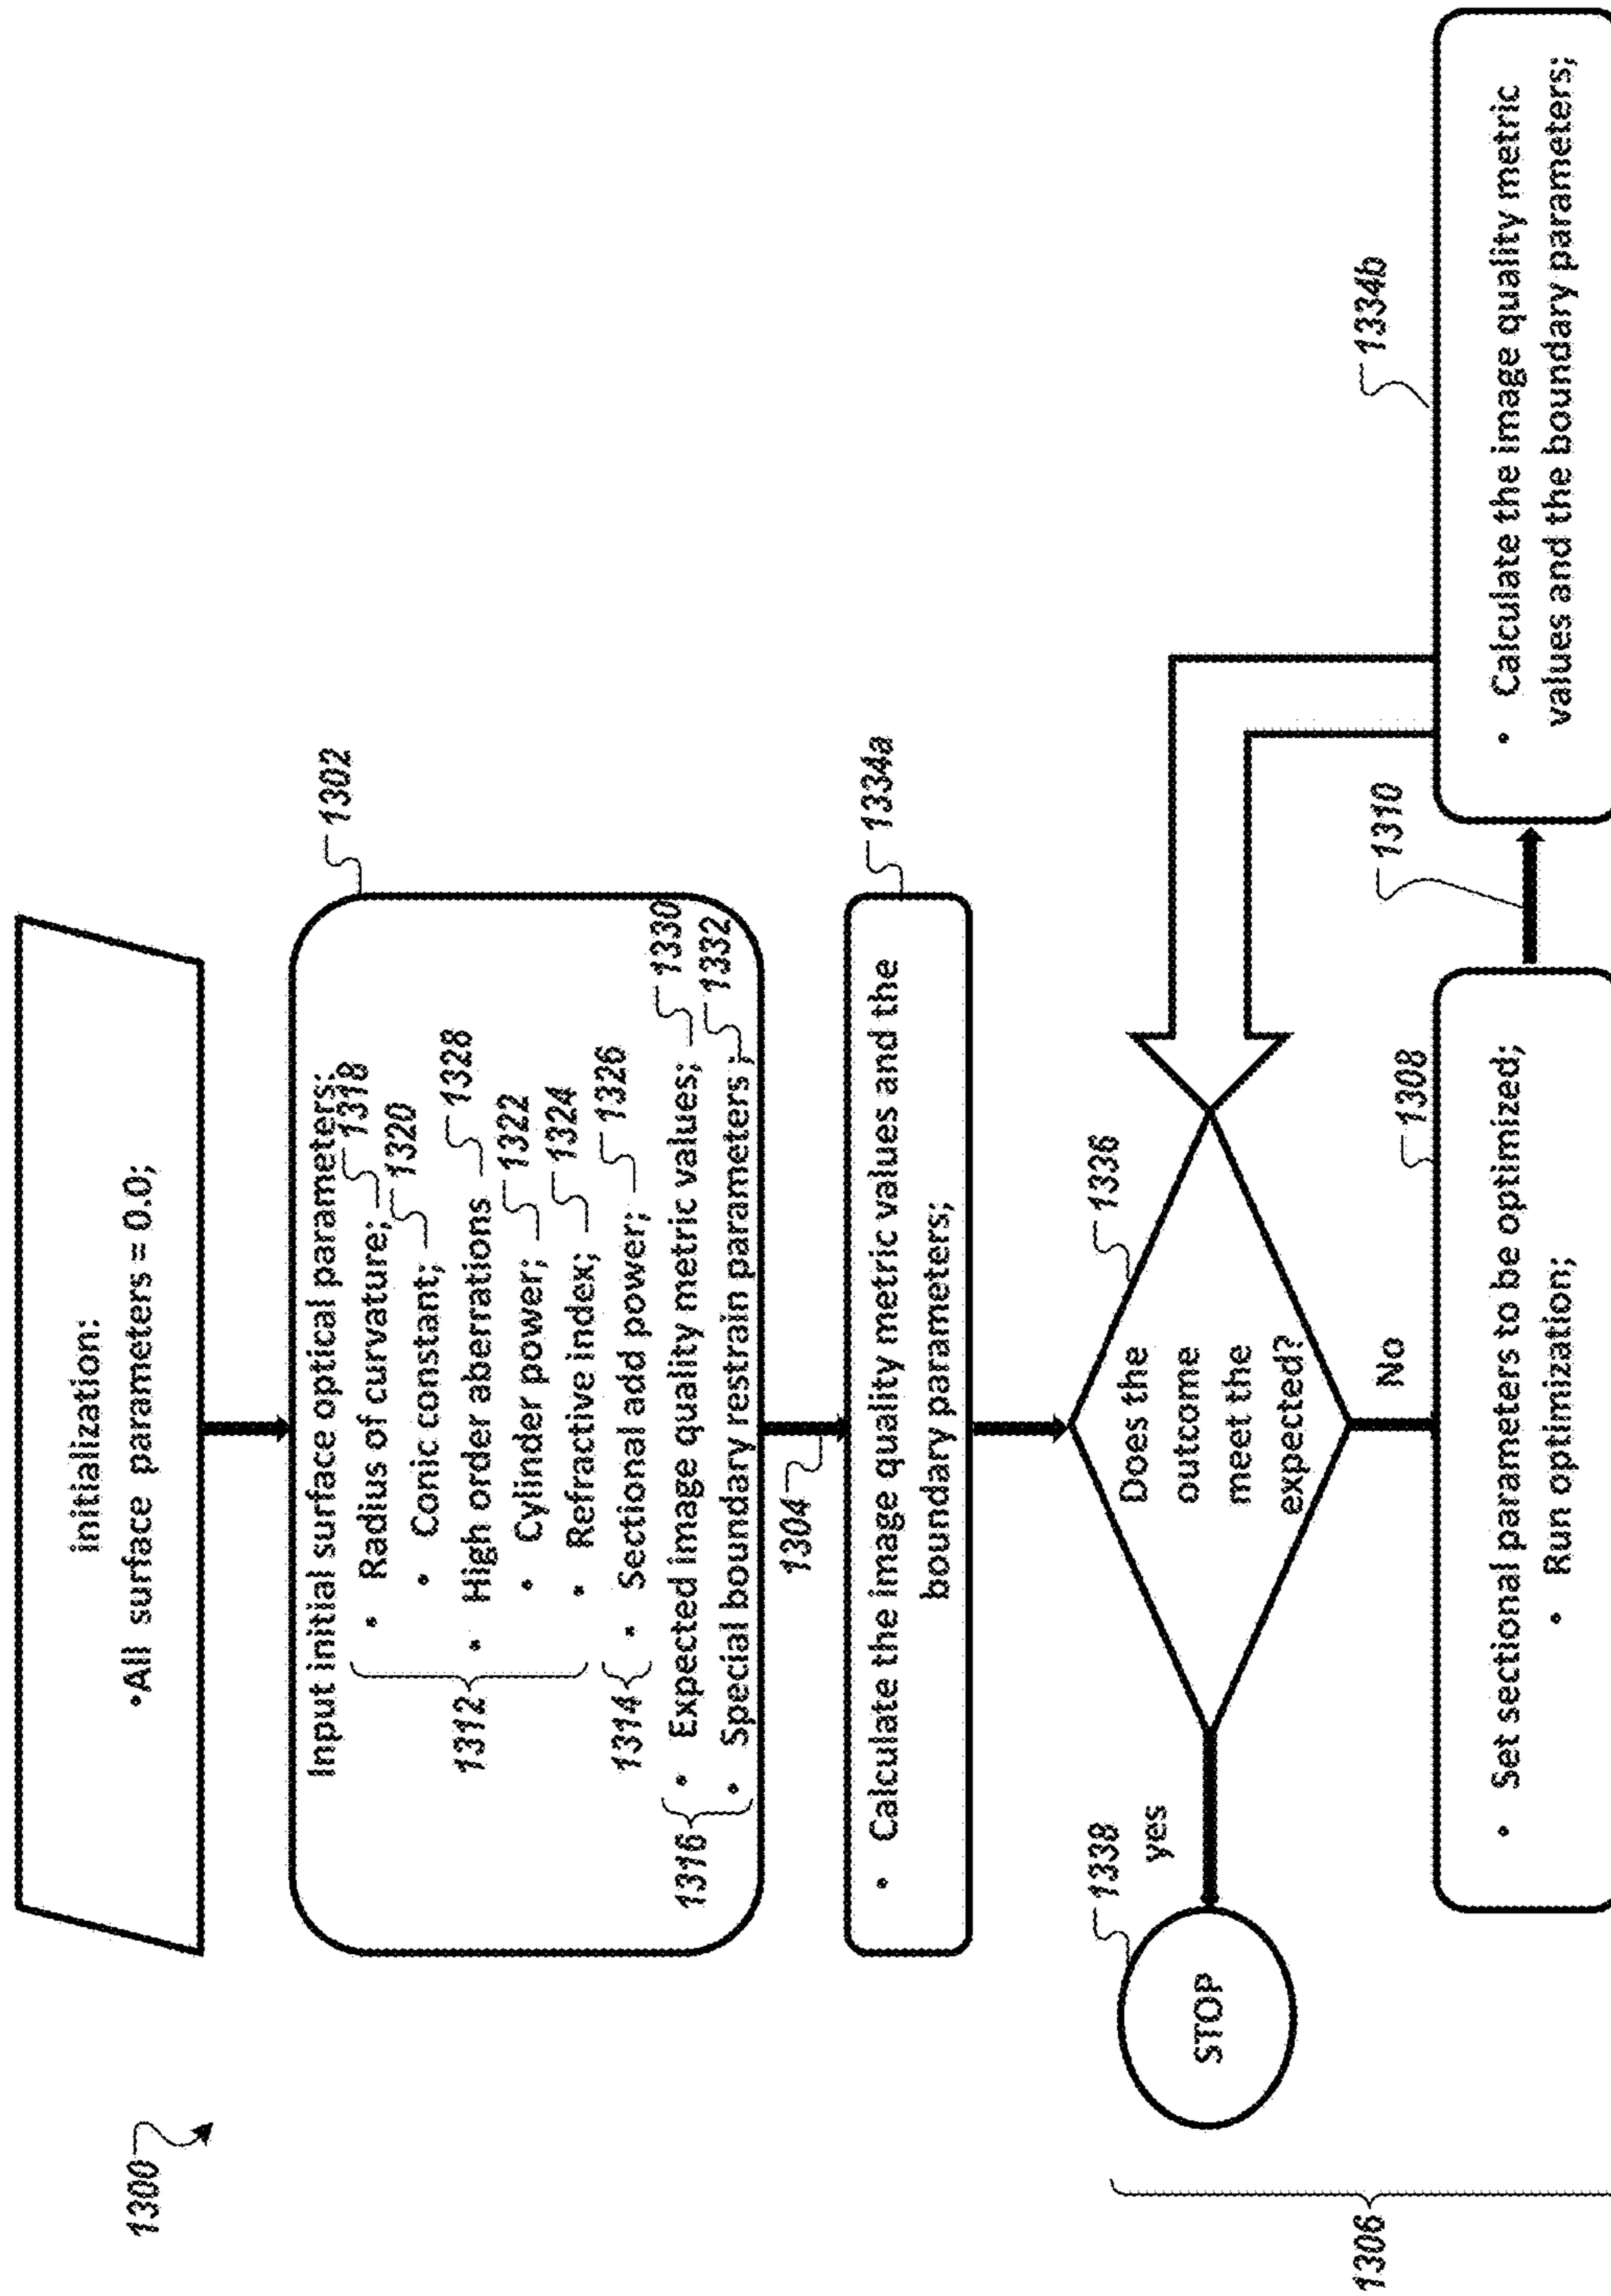 1300
initialization:
•All surface parameters = 0.0;
1302
Input initial surface optical parameters:
1312
• Radius of curvature; 1318
• Conic constant; 1320
• High order aberrations 1328
• Cylinder power; 1322
• Refractive index; 1324
1314
• Sectional add power; 1326
1316
• Expected image quality metric values; 1330
• Special boundary restrain parameters ; 1332
1304
1334a
• Calculate the image quality metric values and the
boundary parameters;
1306
1338
STOP
yes
1336
Does the
outcome
meet the
expected?
No
1308
• Set sectional parameters to be optimized;
• Run optimization;
1310
1334b
• Calculate the image quality metric
values and the boundary parameters;